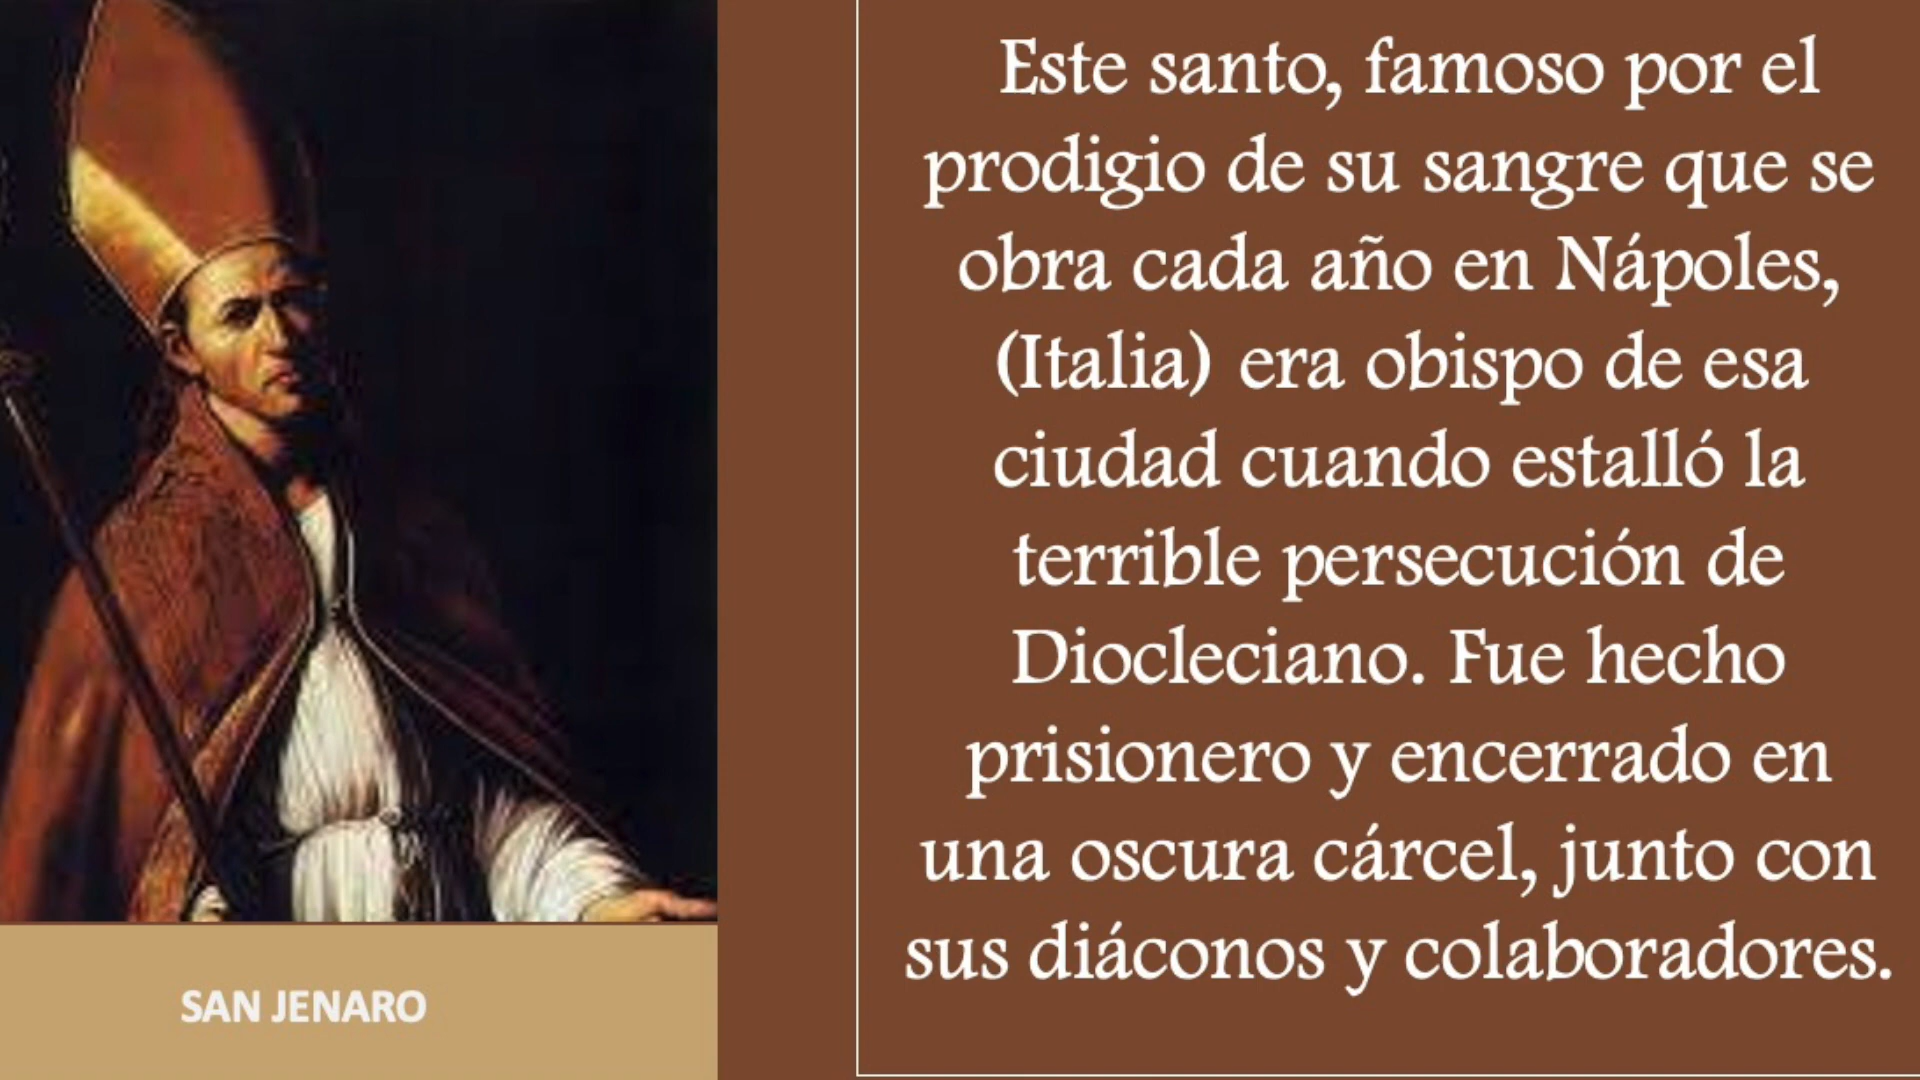 Este santo, famoso por el
prodigio de su sangre que se
obra cada año en Nápoles,
(Italia) era obispo de esa
ciudad cuando estalló la
terrible persecución de
Diocleciano. Fue hecho
prisionero y encerrado en
una oscura cárcel, junto con
sus diáconos y colaboradores.
SAN JENARO